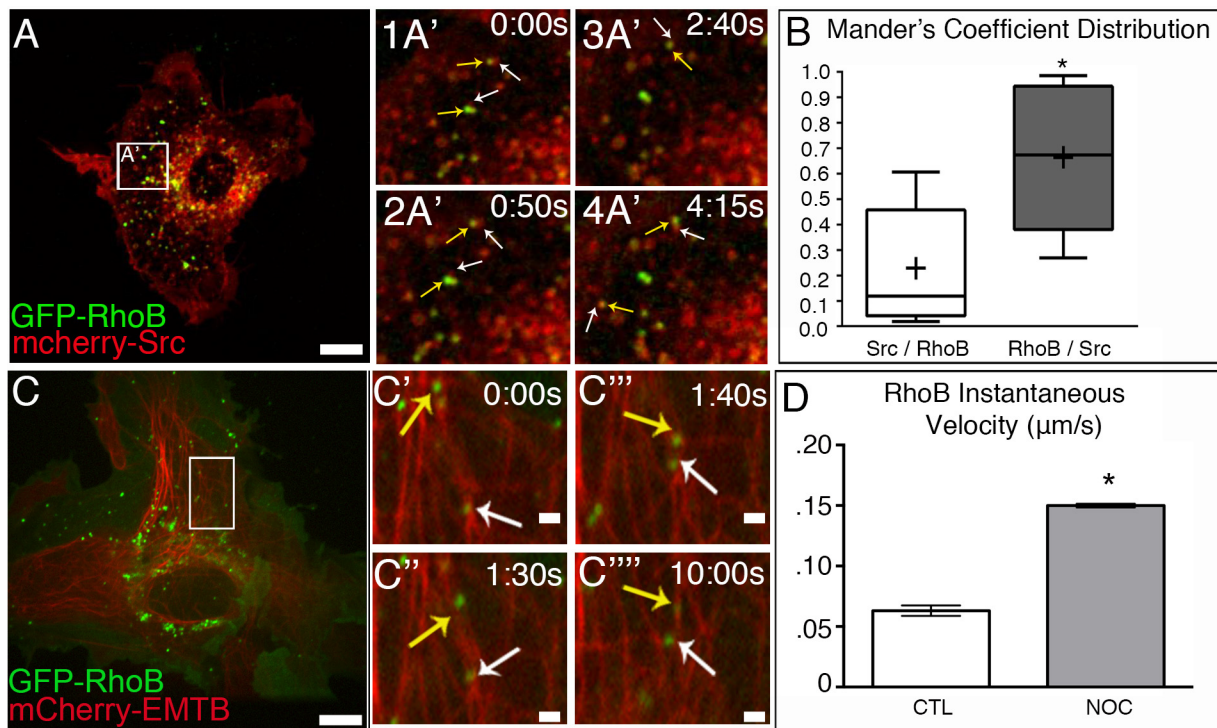 A
A'
GFP-RhoB
mcherry-Src
1A'
0:00s
3A'
2:40s
2A'
0:50s
4A'
4:15s
B
Mander's Coefficient Distribution
*
1.0
0.9
0.8
0.7
0.6
0.5
0.4
0.3
0.2
0.1
0.0
Src / RhoB
RhoB / Src
C
GFP-RhoB
mCherry-EMTB
C'
0:00s
C'''
1:40s
C''
1:30s
C''''
10:00s
D
RhoB Instantaneous
Velocity (µm/s)
.20
.15
.10
.05
0
*
CTL
NOC